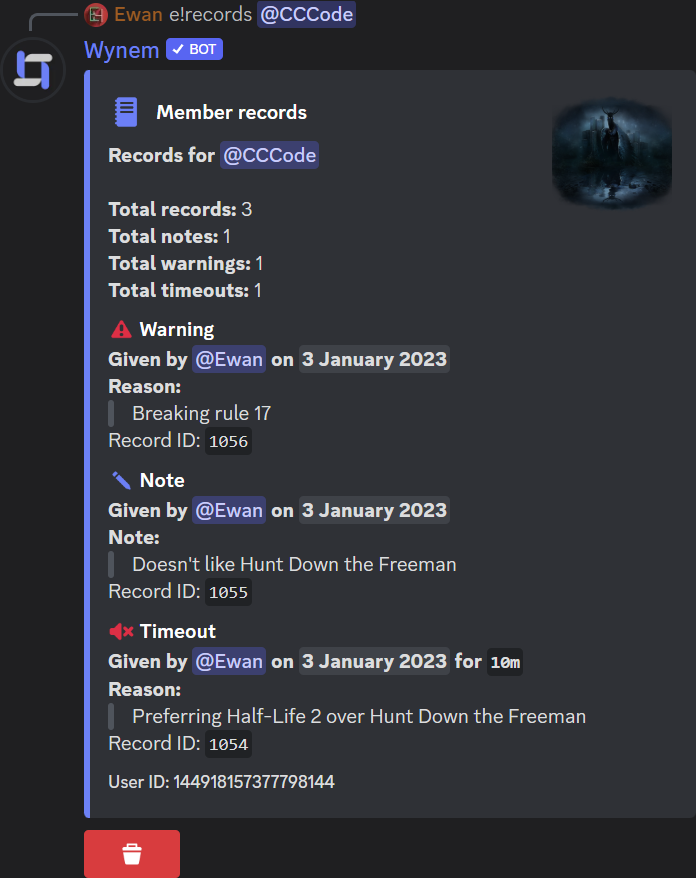 Ewan e!records @CCCode
Wynem ✓ BOT
Member records
Records for @CCCode
Total records: 3
Total notes: 1
Total warnings: 1
Total timeouts: 1
Warning
Given by @Ewan on 3 January 2023
Reason:
Breaking rule 17
Record ID: 1056
Note
Given by @Ewan on 3 January 2023
Note:
Doesn't like Hunt Down the Freeman
Record ID: 1055
Timeout
Given by @Ewan on 3 January 2023 for 10m
Reason:
Preferring Half-Life 2 over Hunt Down the Freeman
Record ID: 1054
User ID: 144918157377798144